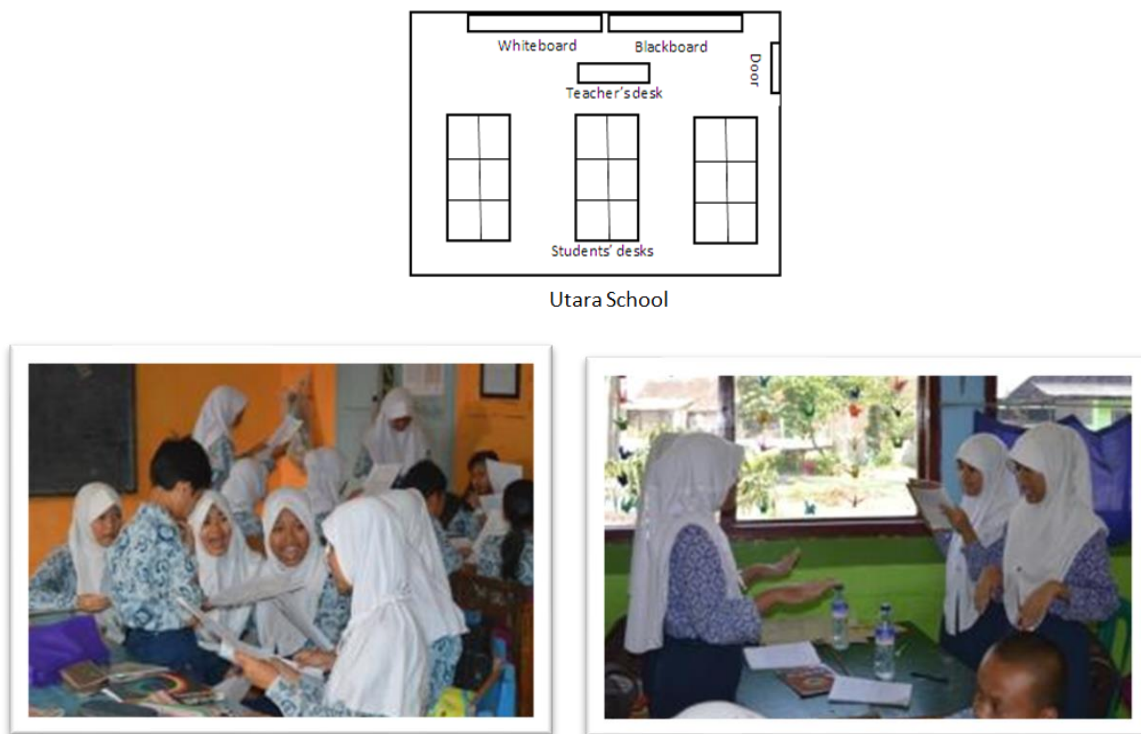 Whiteboard
Blackboard
Door
Teacher's desk
Students' desks
Utara School